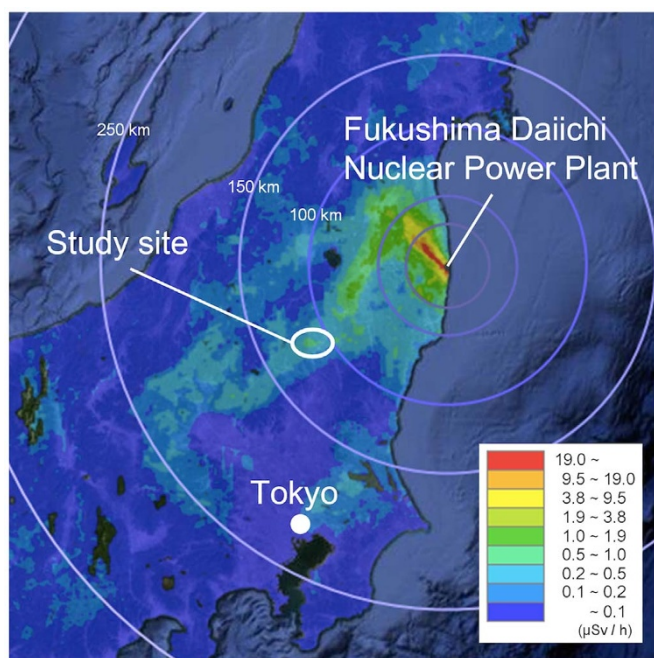 250 km
Fukushima Daiichi
Nuclear Power Plant
150 km
100 km
Study site
Tokyo
19.0 ~
9.5 ~ 19.0
3.8 ~ 9.5
1.9 ~ 3.8
1.0 ~ 1.9
0.5 ~ 1.0
0.2 ~ 0.5
0.1 ~ 0.2
~ 0.1
(µSv / h)